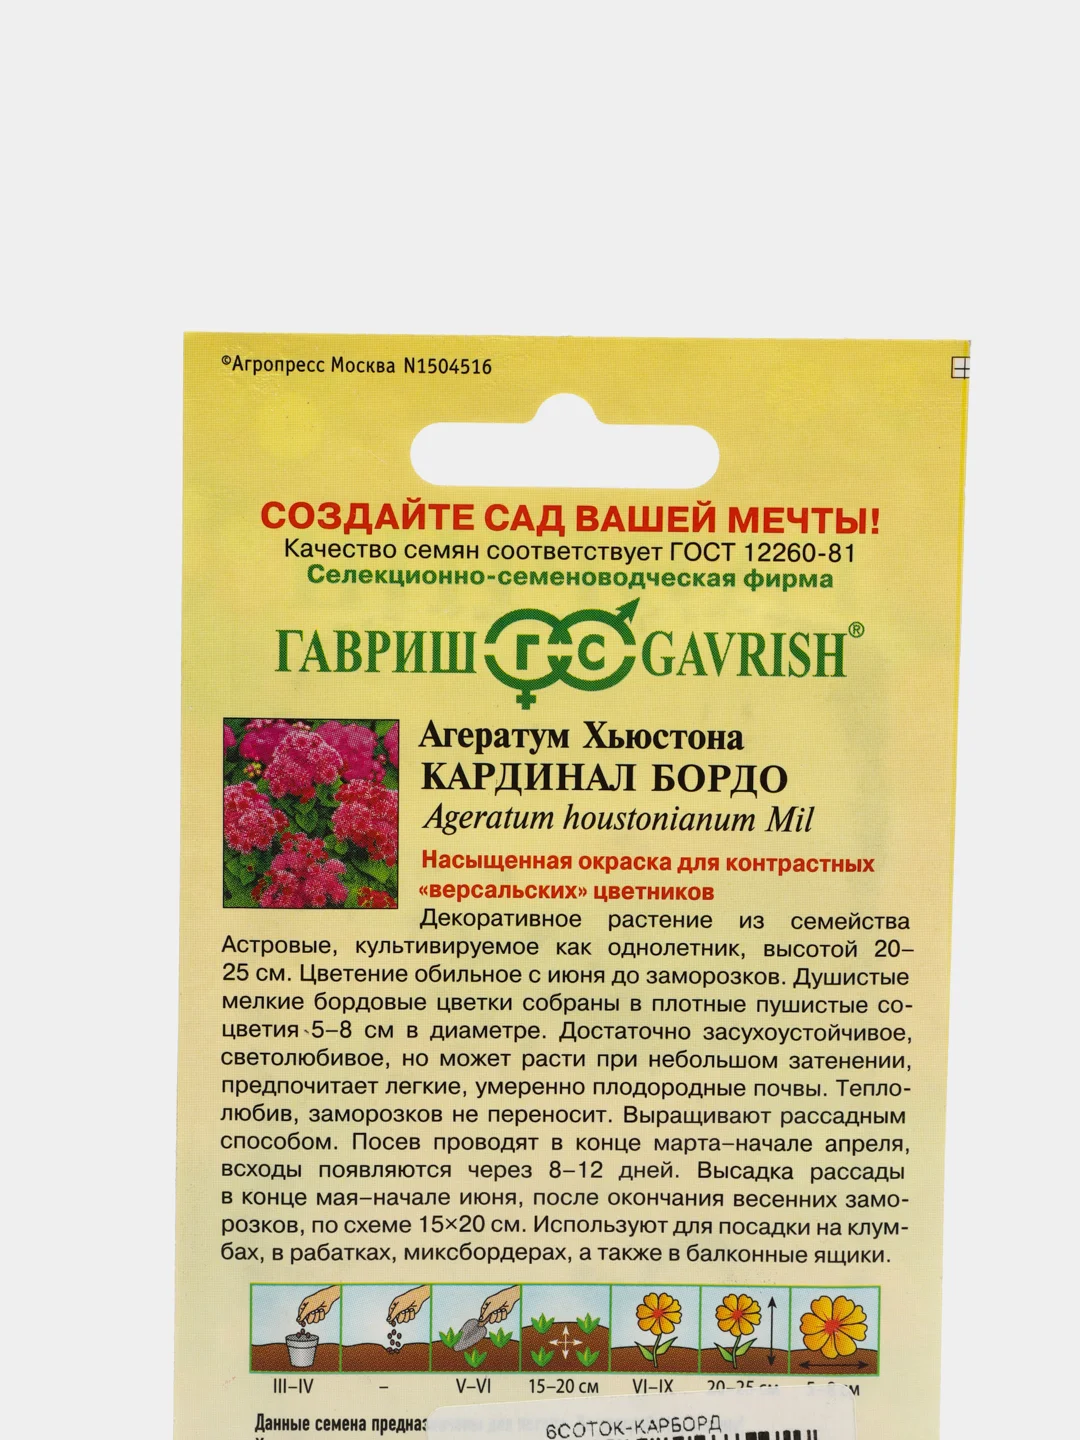 ©Агропресс Москва N1504516
СОЗДАЙТЕ САД ВАШЕЙ МЕЧТЫ!
Качество семян соответствует ГОСТ 12260-81
Селекционно-семеноводческая фирма
ГАВРИШ Г С GAVRISH®
Агератум Хьюстона
КАРДИНАЛ БОРДО
Ageratum houstonianum Mil
Насыщенная окраска для контрастных
«версальских» цветников
Декоративное растение из семейства
Астровые, культивируемое как однолетник, высотой 20–
25 см. Цветение обильное с июня до заморозков. Душистые
мелкие бордовые цветки собраны в плотные пушистые со-
цветия 5–8 см в диаметре. Достаточно засухоустойчивое,
светолюбивое, но может расти при небольшом затенении,
предпочитает легкие, умеренно плодородные почвы. Тепло-
любив, заморозков не переносит. Выращивают рассадным
способом. Посев проводят в конце марта–начале апреля,
всходы появляются через 8–12 дней. Высадка рассады
в конце мая–начале июня, после окончания весенних замо-
розков, по схеме 15×20 см. Используют для посадки на клум-
бах, в рабатках, миксбордерах, а также в балконные ящики.
III–IV – V–VI 15–20 см VI–IX 20–25 см 5–8 см
Данные семена предназ
6СОТОК-КАРБОРД